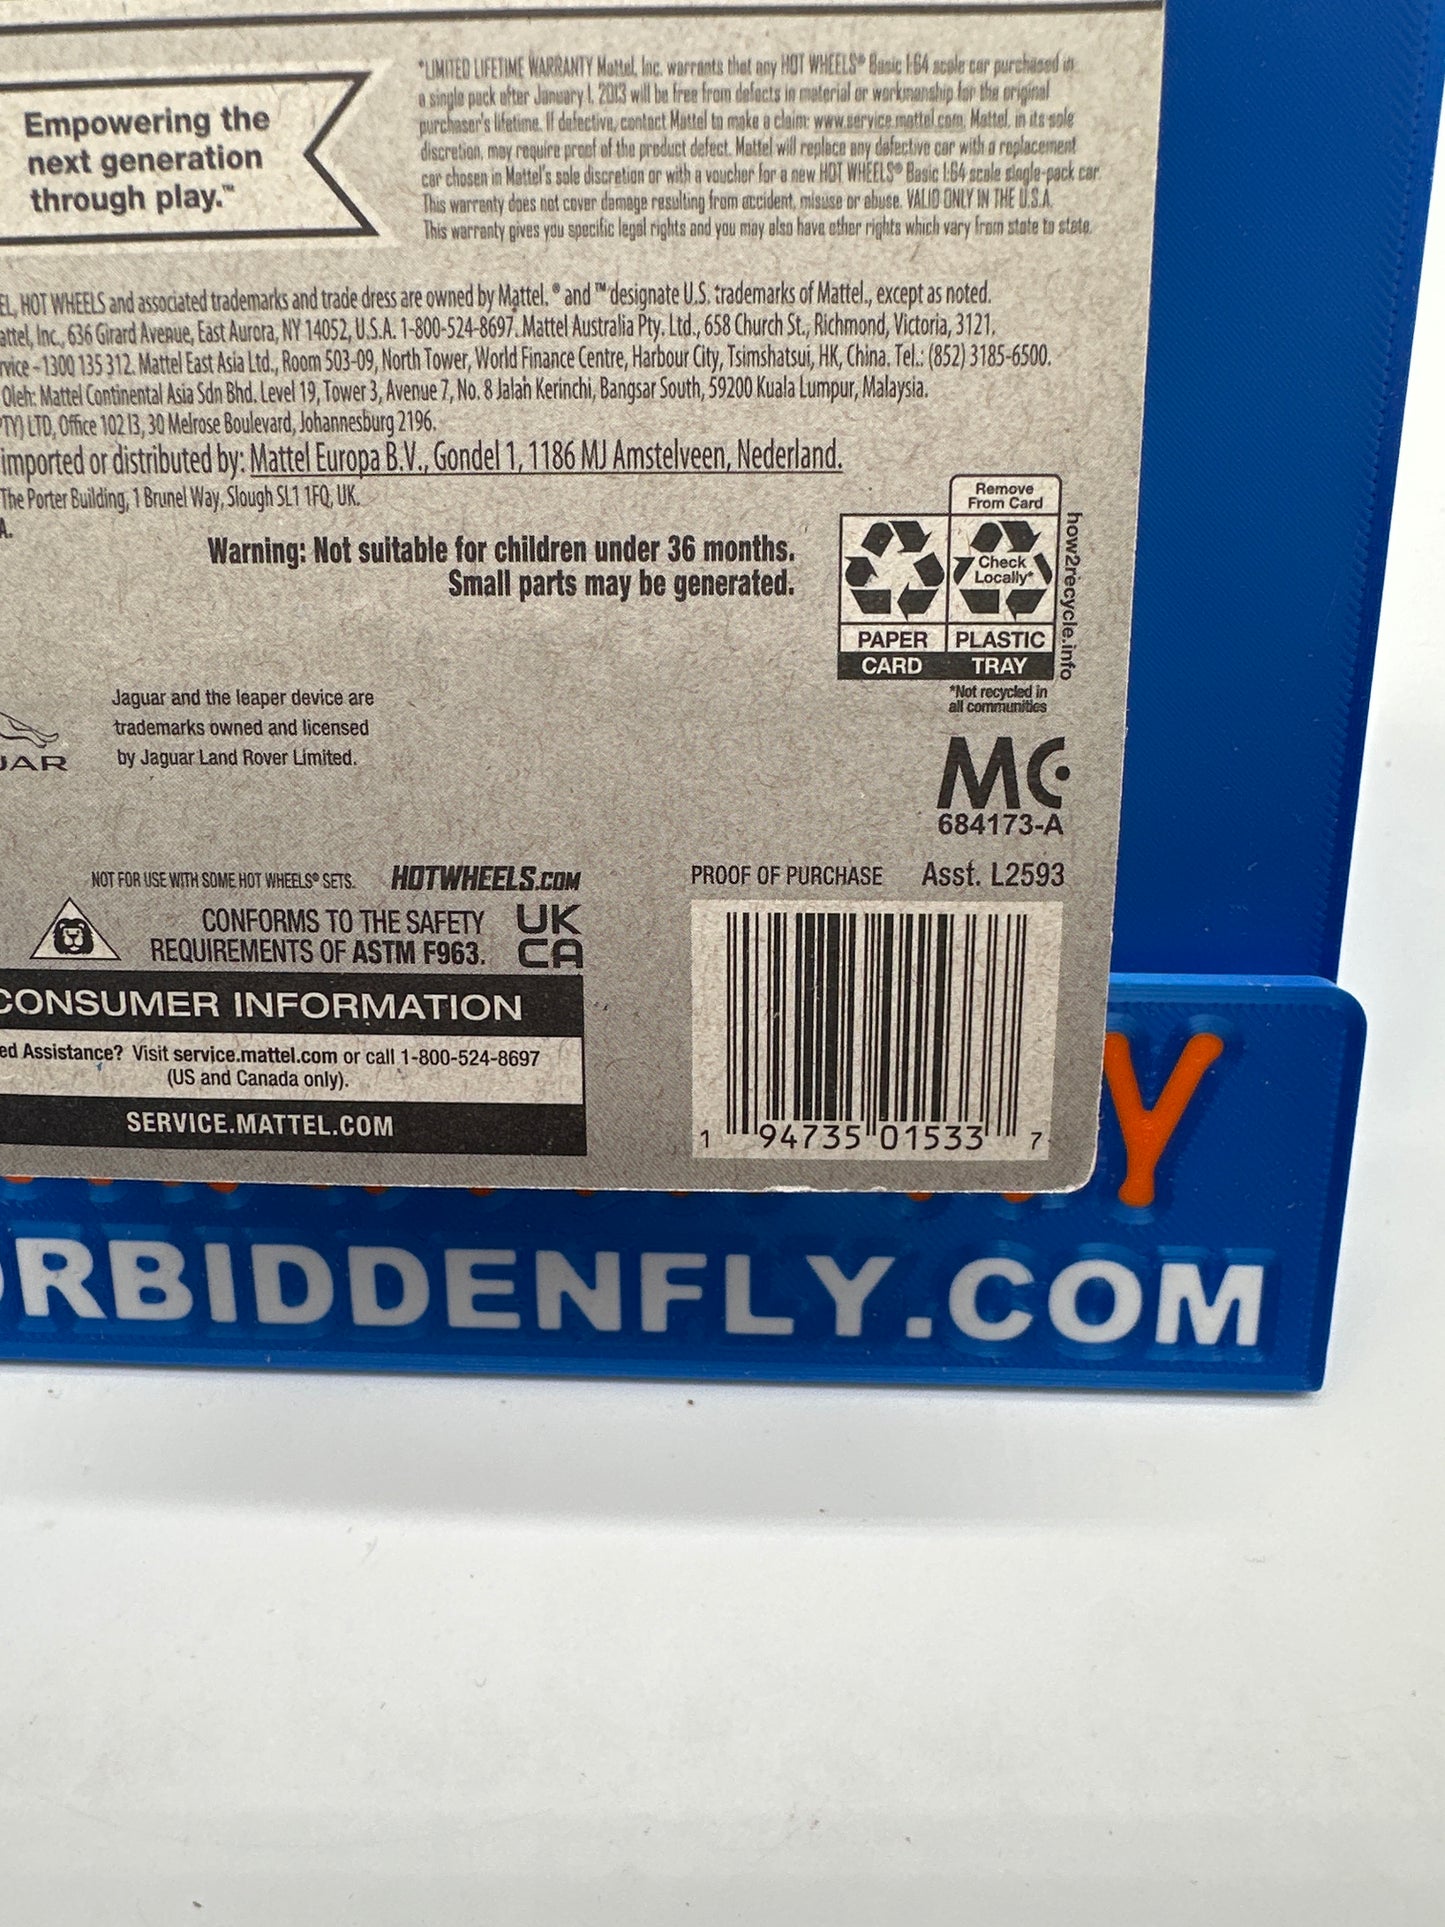 Empowering the
next generation
through play.™
*LIMITED LIFETIME WARRANTY Mattel, Inc. warrants that any HOT WHEELS® Basic 1:64 scale car purchased in
a single pack after January 1, 2013 will be free from defects in material or workmanship for the original
purchaser's lifetime. If defective, contact Mattel to make a claim: www.service.mattel.com. Mattel, in its sole
discretion, may require proof of the product defect. Mattel will replace any defective car with a replacement
car chosen in Mattel's sole discretion or with a voucher for a new HOT WHEELS® Basic 1:64 scale single-pack car.
This warranty does not cover damage resulting from accident, misuse or abuse. VALID ONLY IN THE U.S.A.
This warranty gives you specific legal rights and you may also have other rights which vary from state to state.
EL, HOT WHEELS and associated trademarks and trade dress are owned by Mattel. ® and ™ designate U.S. trademarks of Mattel., except as noted.
attel, Inc., 636 Girard Avenue, East Aurora, NY 14052, U.S.A. 1-800-524-8697. Mattel Australia Pty. Ltd., 658 Church St., Richmond, Victoria, 3121.
rvice - 1300 135 312. Mattel East Asia Ltd., Room 503-09, North Tower, World Finance Centre, Harbour City, Tsimshatsui, HK, China. Tel.: (852) 3185-6500.
Oleh: Mattel Continental Asia Sdn Bhd. Level 19, Tower 3, Avenue 7, No. 8 Jalan Kerinchi, Bangsar South, 59200 Kuala Lumpur, Malaysia.
PTY) LTD, Office 102 I3, 30 Melrose Boulevard, Johannesburg 2196.
imported or distributed by: Mattel Europa B.V., Gondel 1, 1186 MJ Amstelveen, Nederland.
The Porter Building, 1 Brunel Way, Slough SL1 1FQ, UK.
A.
Warning: Not suitable for children under 36 months.
Small parts may be generated.
Remove
From Card
Check
Locally*
PAPER PLASTIC
CARD TRAY
how2recycle.info
*Not recycled in
all communities
Jaguar and the leaper device are
trademarks owned and licensed
by Jaguar Land Rover Limited.
UAR
MC
684173-A
NOT FOR USE WITH SOME HOT WHEELS® SETS. HOTWHEELS.COM
PROOF OF PURCHASE Asst. L2593
CONFORMS TO THE SAFETY
REQUIREMENTS OF ASTM F963.
UK
CA
CONSUMER INFORMATION
ed Assistance? Visit service.mattel.com or call 1-800-524-8697
(US and Canada only).
SERVICE.MATTEL.COM
1 94735 01533 7
Y
ORBIDDENFLY.COM